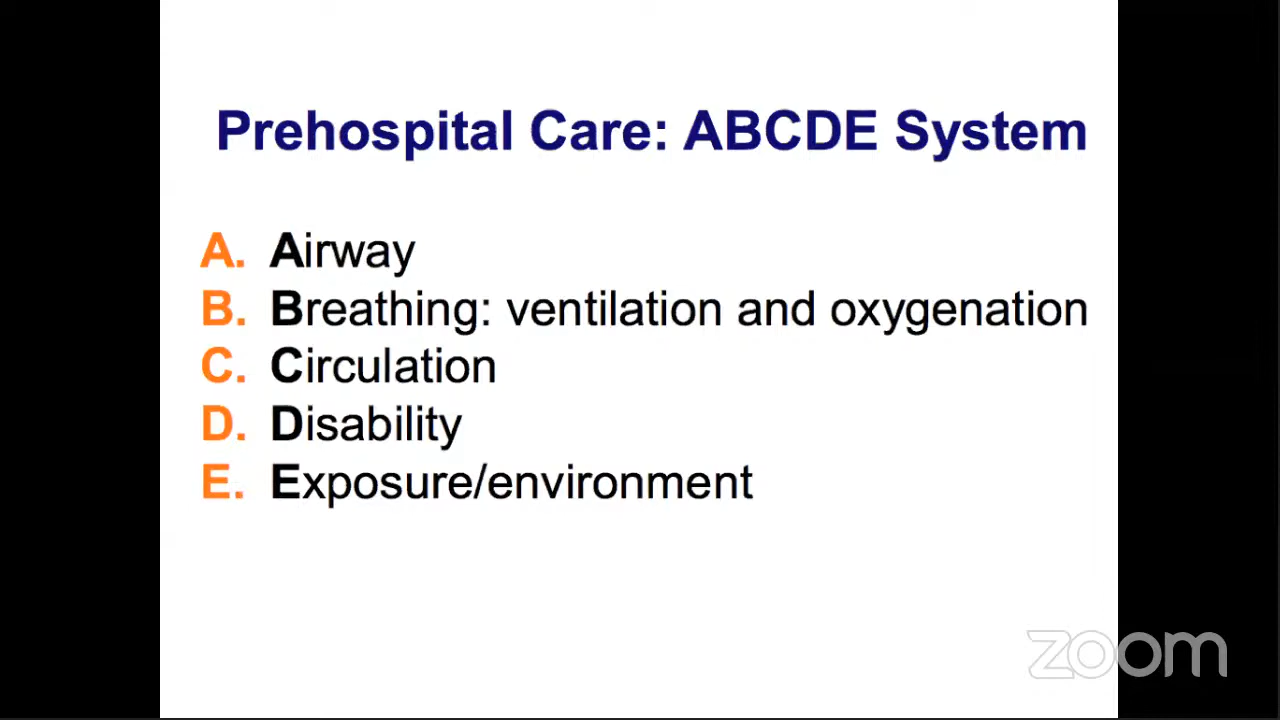 Prehospital Care: ABCDE System
A. Airway
B. Breathing: ventilation and oxygenation
C. Circulation
D. Disability
E. Exposure/environment
zoom